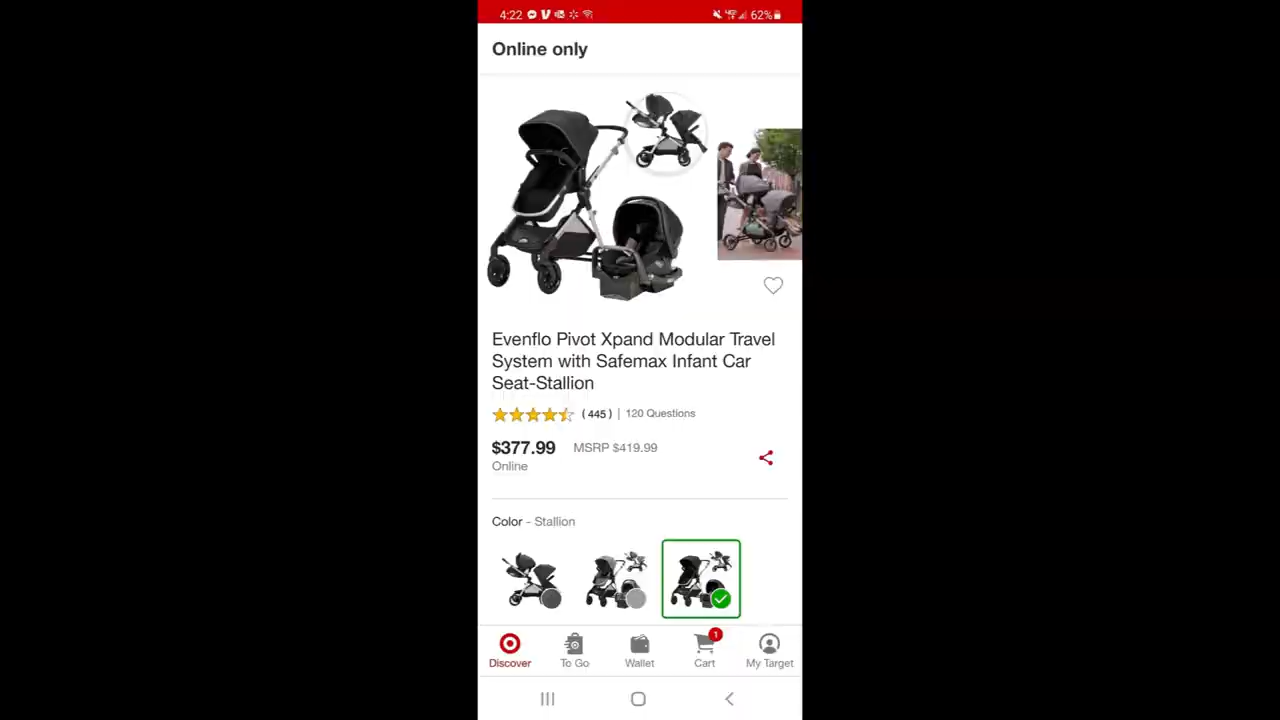 4:22
62%
Online only
Evenflo Pivot Xpand Modular Travel
System with Safemax Infant Car
Seat-Stallion
(445) | 120 Questions
$377.99 MSRP $419.99
Online
Color - Stallion
1
Discover To Go Wallet Cart My Target